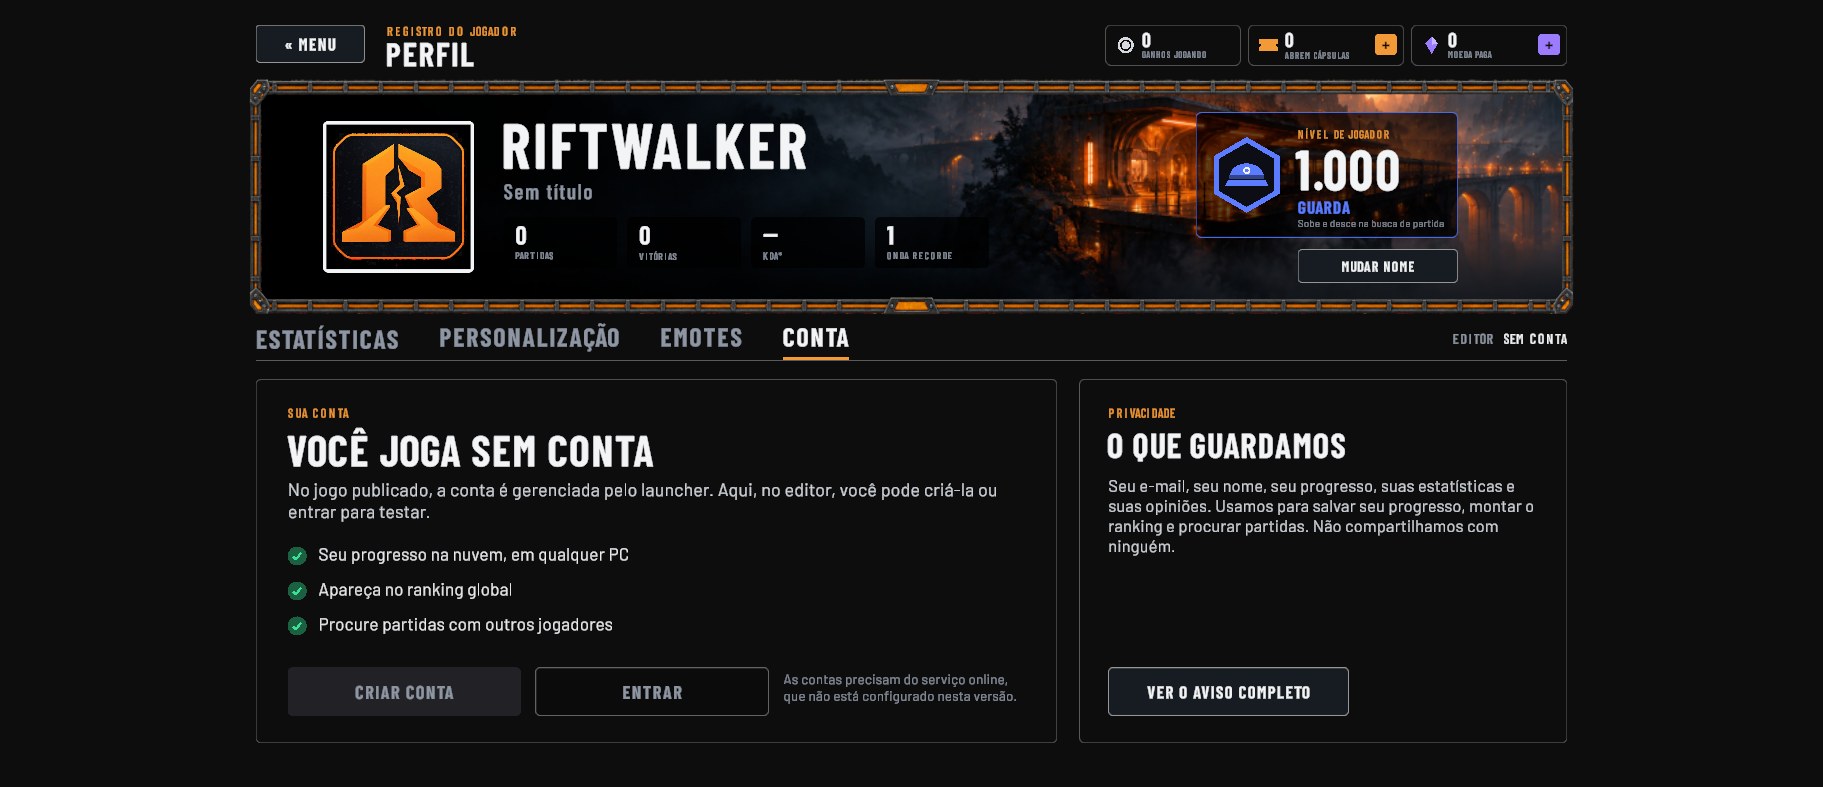 « MENU
REGISTRO DO JOGADOR
PERFIL
0
GANHOS JOGANDO
0
ABREM CÁPSULAS
+
0
MOEDA PAGA
+
RIFTWALKER
Sem título
0
PARTIDAS
0
VITÓRIAS
—
KDA*
1
ONDA RECORDE
NÍVEL DE JOGADOR
1.000
GUARDA
Sobe e desce na busca de partida
MUDAR NOME
ESTATÍSTICAS
PERSONALIZAÇÃO
EMOTES
CONTA
EDITOR SEM CONTA
SUA CONTA
VOCÊ JOGA SEM CONTA
No jogo publicado, a conta é gerenciada pelo launcher. Aqui, no editor, você pode criá-la ou
entrar para testar.
Seu progresso na nuvem, em qualquer PC
Apareça no ranking global
Procure partidas com outros jogadores
CRIAR CONTA
ENTRAR
As contas precisam do serviço online,
que não está configurado nesta versão.
PRIVACIDADE
O QUE GUARDAMOS
Seu e-mail, seu nome, seu progresso, suas estatísticas e
suas opiniões. Usamos para salvar seu progresso, montar o
ranking e procurar partidas. Não compartilhamos com
ninguém.
VER O AVISO COMPLETO